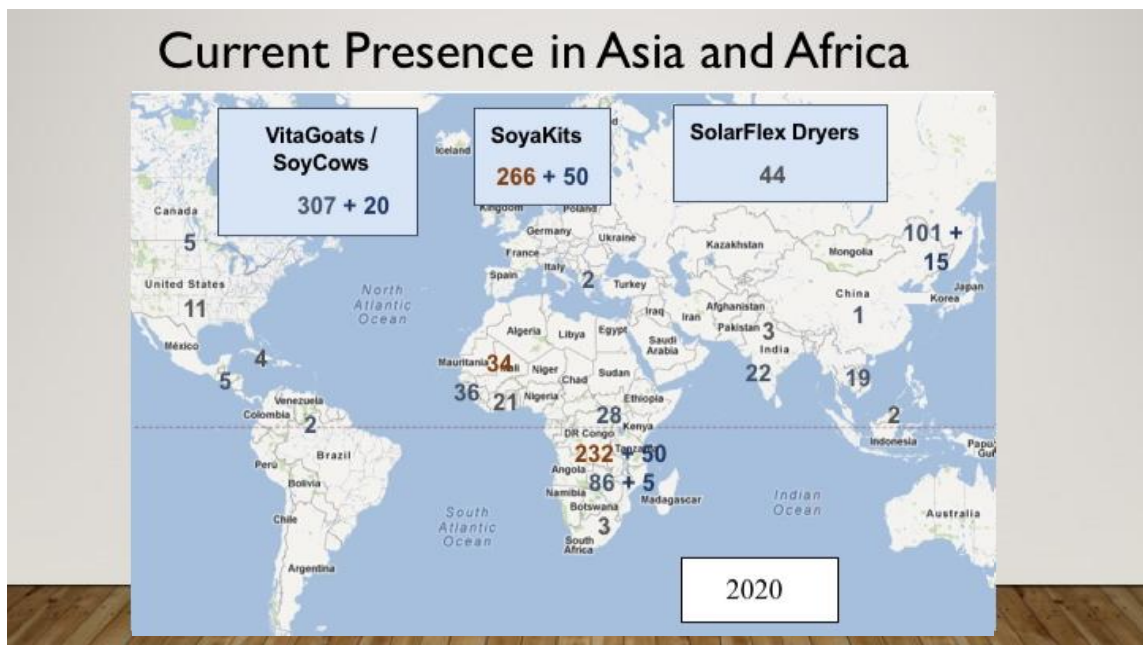 Current Presence in Asia and Africa
VitaGoats /
SoyCows
307 + 20
SoyaKits
266 + 50
SolarFlex Dryers
44
Iceland
Canada
5
Kingdom
Poland
Germany
Ukraine
France
Kazakhstan
Mongolia
101 +
15
United States
11
North
Atlantic
Ocean
Spain
Italy
2
Turkey
China
1
Japan
Korea
Iraq
Iran
Afghanistan
Pakistan
3
India
22
19
México
4
5
Algeria
Libya
Egypt
Saudi
Arabia
Mauritania
34
Niger
Chad
Sudan
36
21
Nigeria
Ethiopia
28
Kenya
Venezuela
Colombia
2
2
Indonesia
DR Congo
232 + 50
Angola
86 + 5
Perú
Brazil
Bolivia
Namibia
Botswana
Madagascar
3
South
Africa
Chile
Argentina
South
Atlantic
Ocean
Indian
Ocean
Australia
2020